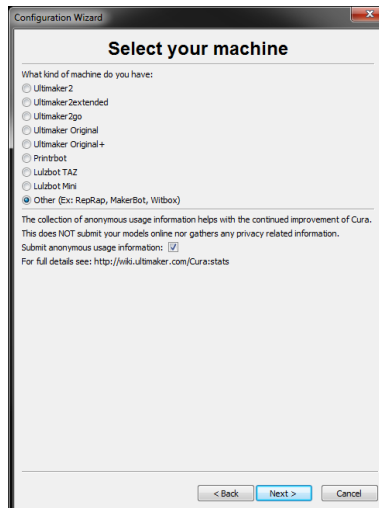 Configuration Wizard
Select your machine
What kind of machine do you have:
Ultimaker2
Ultimaker2extended
Ultimaker2go
Ultimaker Original
Ultimaker Original+
Printrbot
Lulzbot TAZ
Lulzbot Mini
Other (Ex: RepRap, MakerBot, Witbox)
The collection of anonymous usage information helps with the continued improvement of Cura.
This does NOT submit your models online nor gathers any privacy related information.
Submit anonymous usage information:
For full details see: http://wiki.ultimaker.com/Cura:stats
< Back Next > Cancel